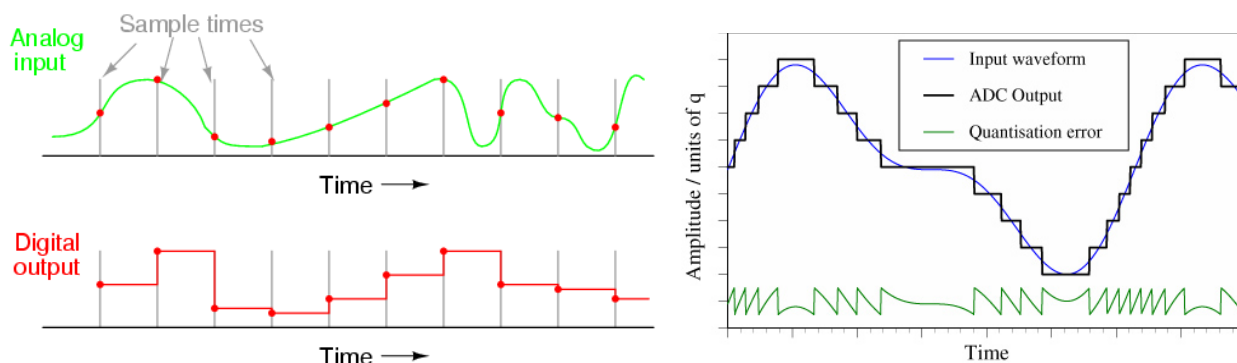 Sample times
Analog
input
Time
Digital
output
Time
Input waveform
ADC Output
Quantisation error
Amplitude / units of q
Time